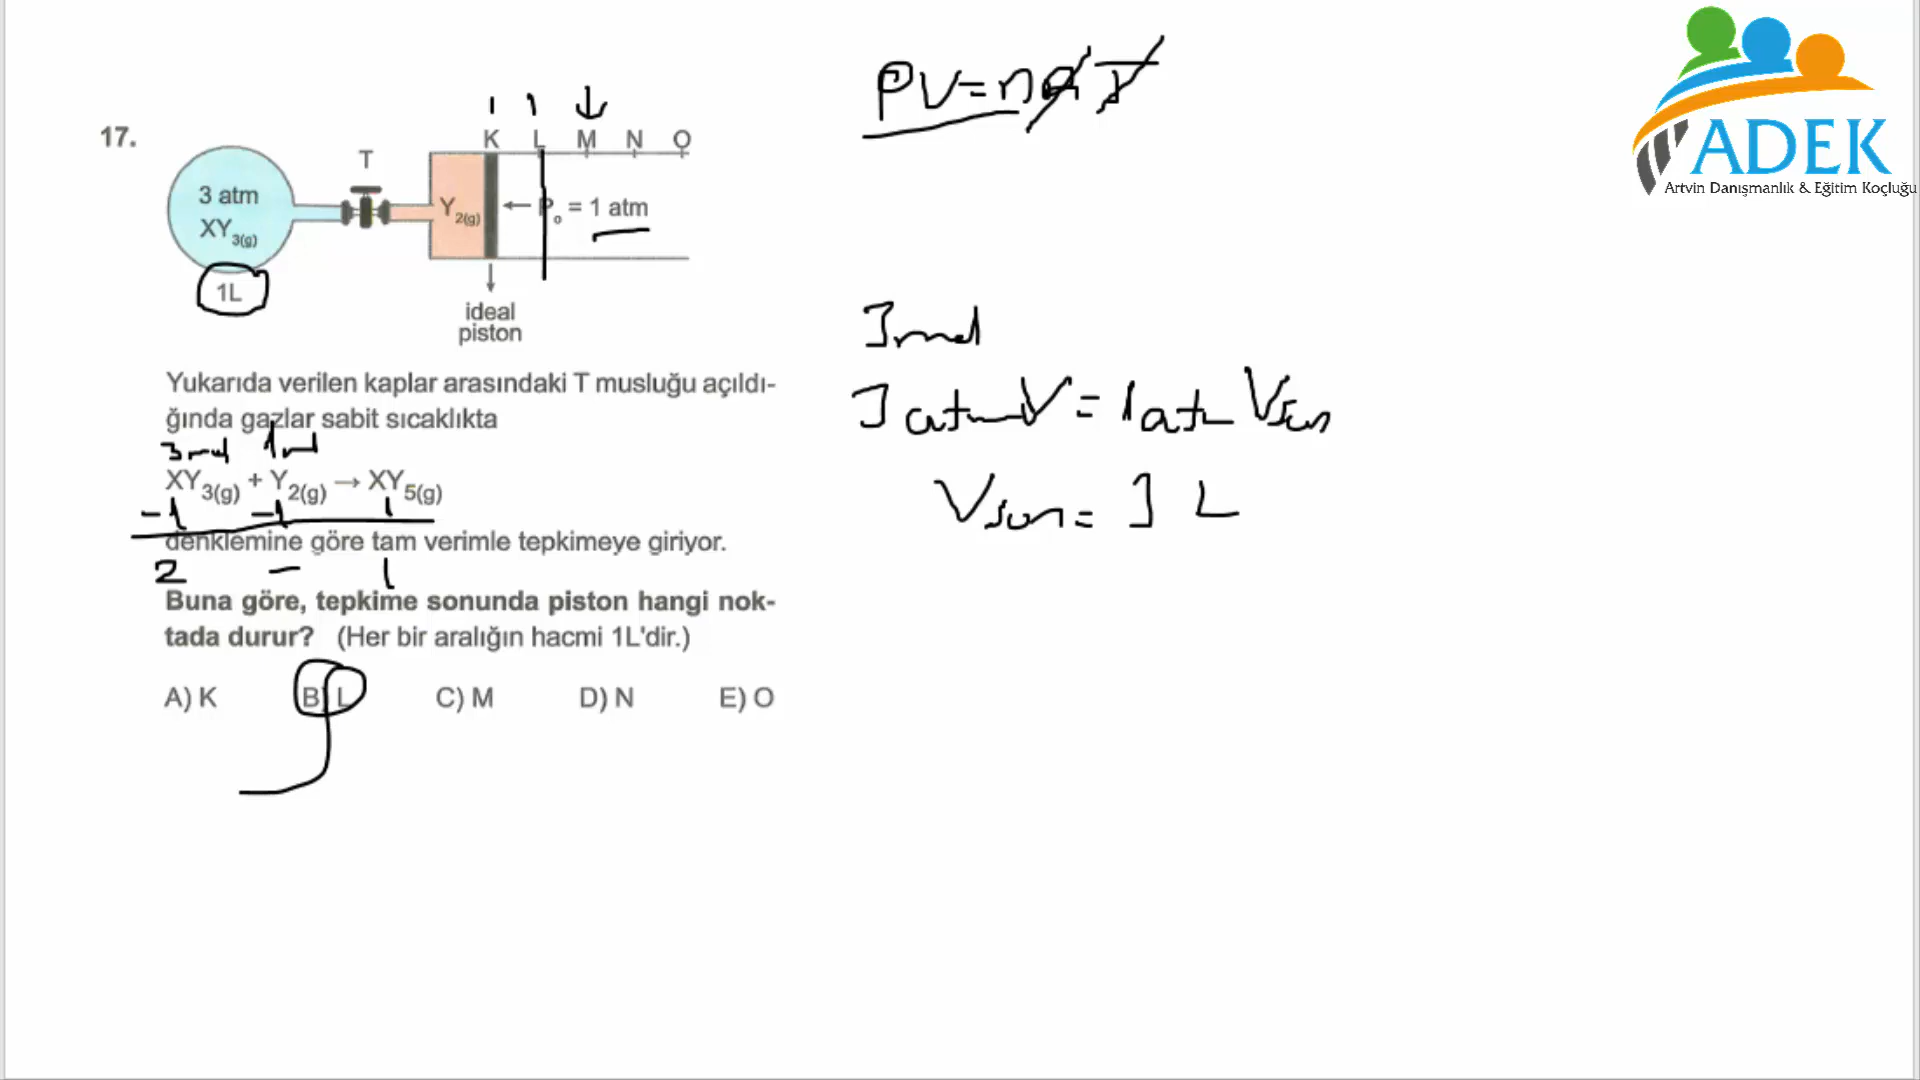 PV=nRT
ADEK
Artvin Danışmanlık & Eğitim Koçluğu
17.
K L M N O
T
3 atm
XY3(g)
Y2(g)
P₀ = 1 atm
1L
ideal
piston
3 mol
3 atm V = 1 atm Vson
Vson = 3 L
Yukarıda verilen kaplar arasındaki T musluğu açıldı-
ğında gazlar sabit sıcaklıkta
3 mol 1 mol
XY3(g) + Y2(g) → XY5(g)
-1 -1 1
denklemine göre tam verimle tepkimeye giriyor.
2 - 1
Buna göre, tepkime sonunda piston hangi nok-
tada durur? (Her bir aralığın hacmi 1L'dir.)
A) K B) L C) M D) N E) O